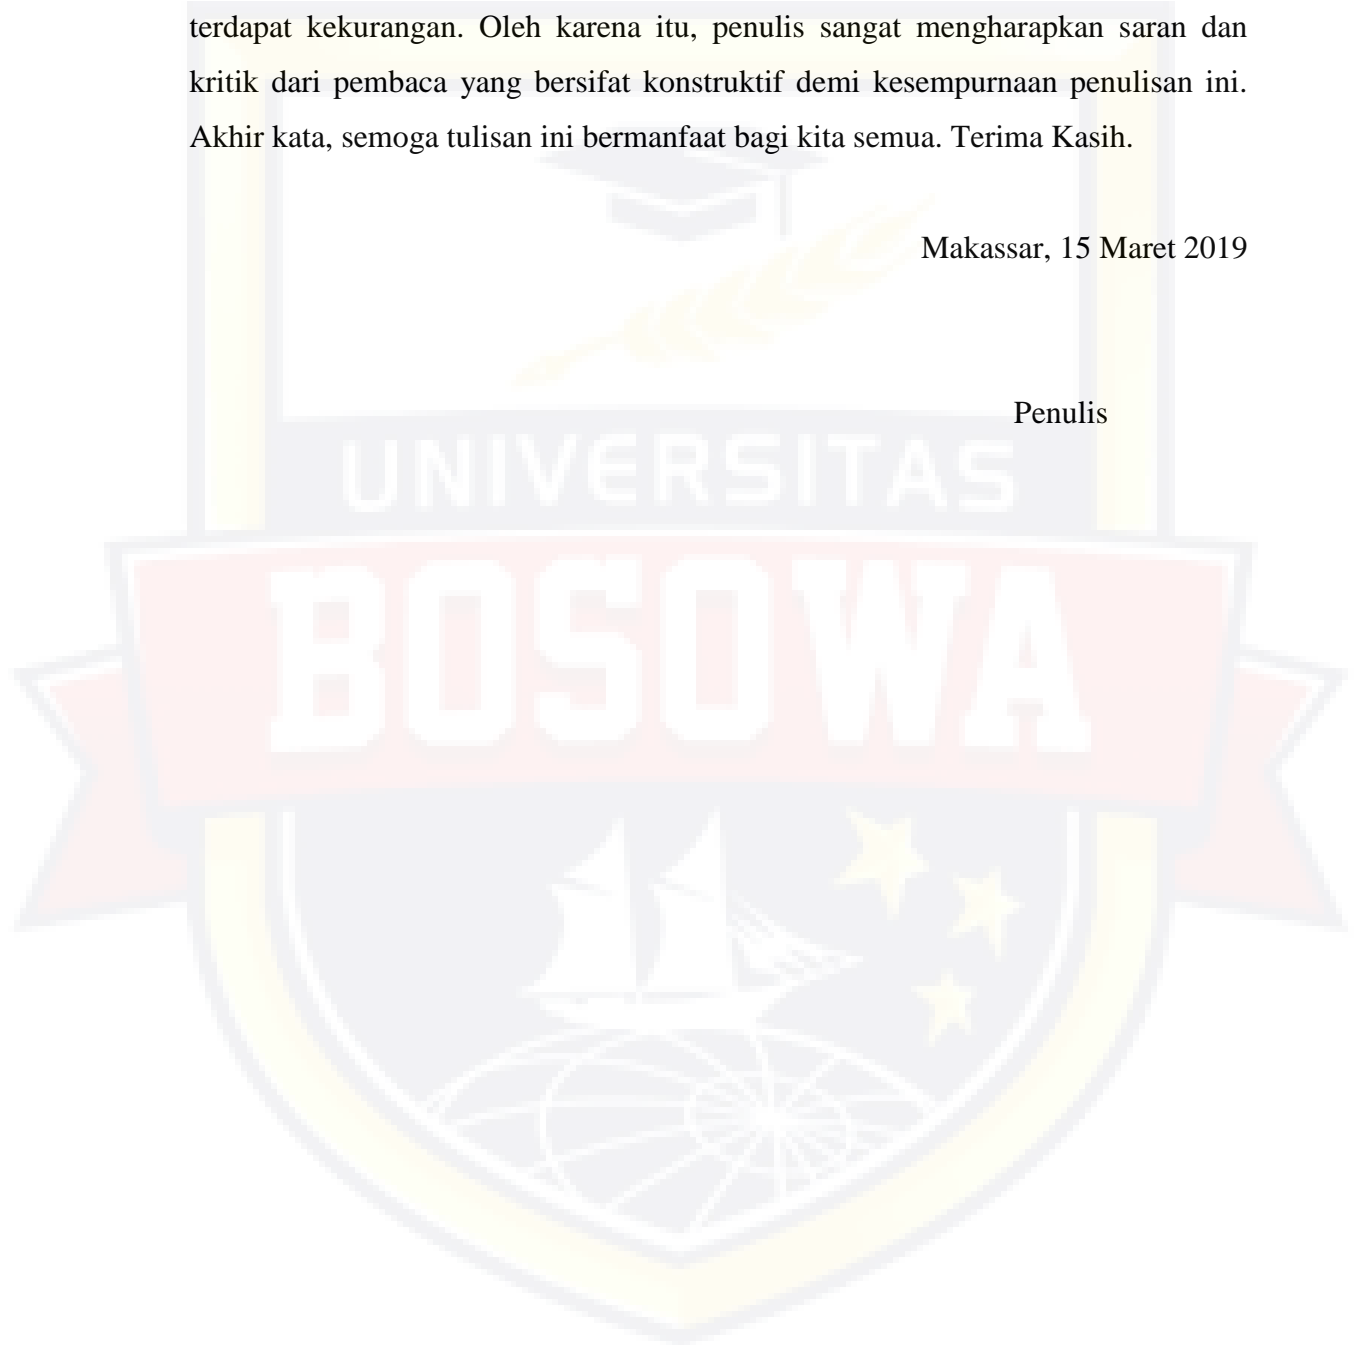 terdapat kekurangan. Oleh karena itu, penulis sangat mengharapkan saran dan
kritik dari pembaca yang bersifat konstruktif demi kesempurnaan penulisan ini.
Akhir kata, semoga tulisan ini bermanfaat bagi kita semua. Terima Kasih.
Makassar, 15 Maret 2019
Penulis
UNIVERSITAS
BOSOWA